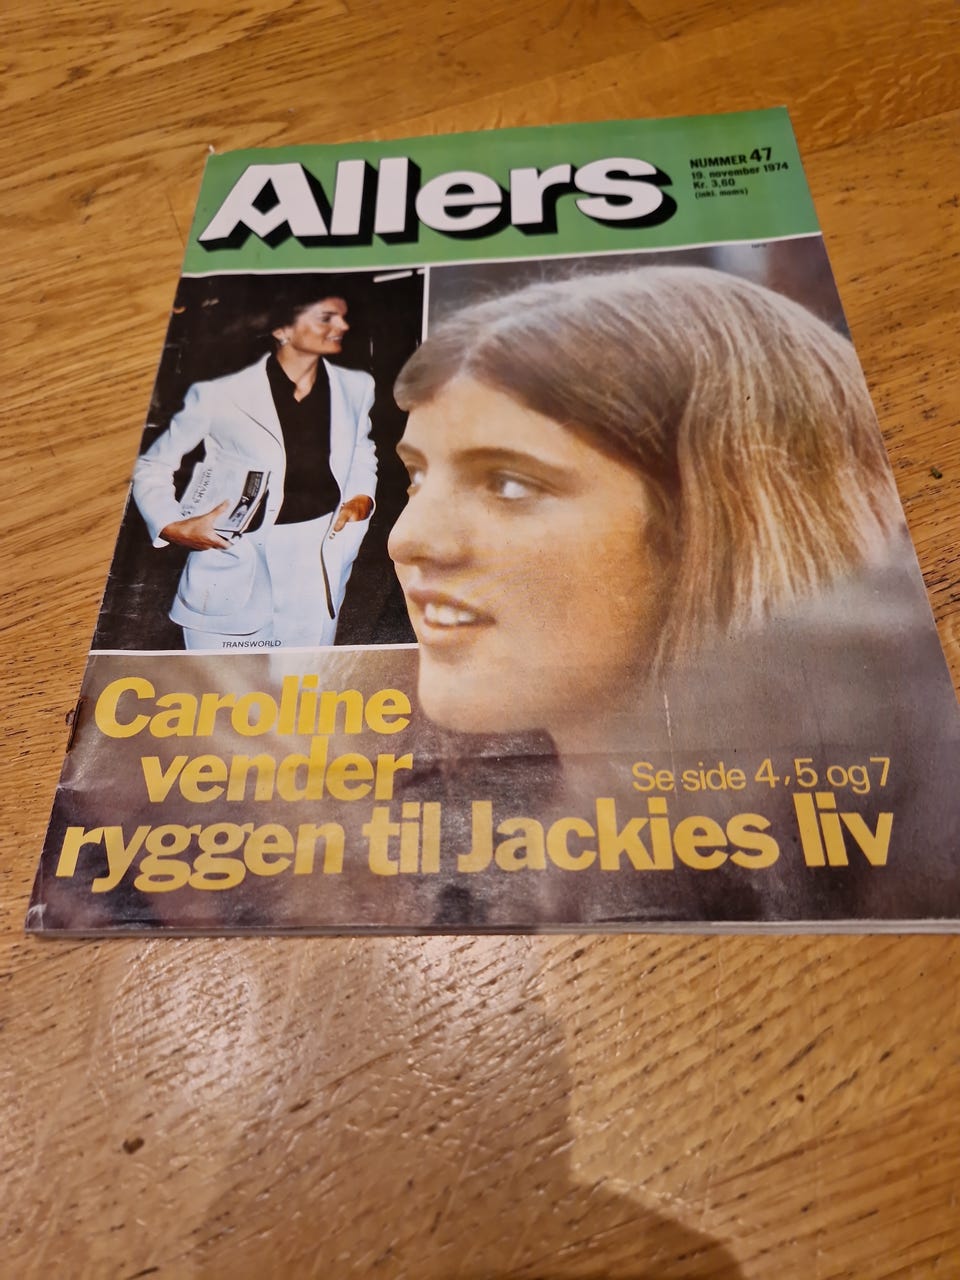 Allers
NUMMER 47
19. november 1974
Kr. 3,60
(inkl. moms)
TRANSWORLD
Caroline
vender
Se side 4, 5 og 7
ryggen til Jackies liv